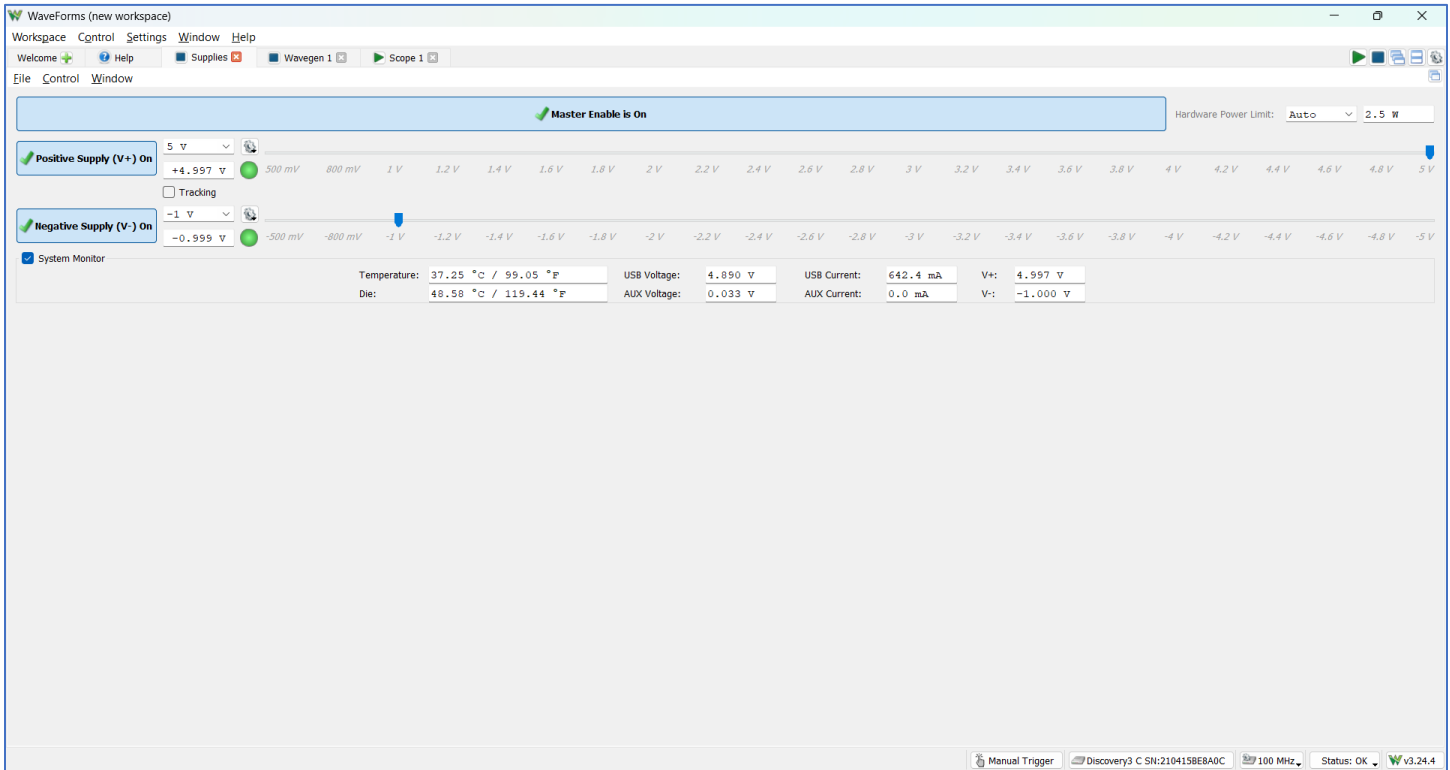 WaveForms (new workspace)
Workspace Control Settings Window Help
Welcome Help Supplies Wavegen 1 Scope 1
File Control Window
Master Enable is On Hardware Power Limit: Auto 2.5 W
Positive Supply (V+) On 5 V
+4.997 V 500 mV 800 mV 1 V 1.2 V 1.4 V 1.6 V 1.8 V 2 V 2.2 V 2.4 V 2.6 V 2.8 V 3 V 3.2 V 3.4 V 3.6 V 3.8 V 4 V 4.2 V 4.4 V 4.6 V 4.8 V 5 V
Tracking
Negative Supply (V-) On -1 V
-0.999 V -500 mV -800 mV -1 V -1.2 V -1.4 V -1.6 V -1.8 V -2 V -2.2 V -2.4 V -2.6 V -2.8 V -3 V -3.2 V -3.4 V -3.6 V -3.8 V -4 V -4.2 V -4.4 V -4.6 V -4.8 V -5 V
System Monitor
Temperature: 37.25 °C / 99.05 °F USB Voltage: 4.890 V USB Current: 642.4 mA V+: 4.997 V
Die: 48.58 °C / 119.44 °F AUX Voltage: 0.033 V AUX Current: 0.0 mA V-: -1.000 V
Manual Trigger Discovery3 C SN:210415BE8A0C 100 MHz Status: OK v3.24.4